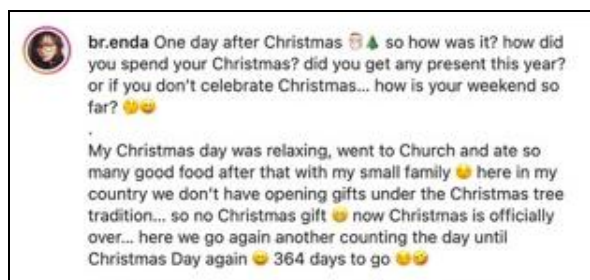 br.enda One day after Christmas 🎅🎄 so how was it? how did
you spend your Christmas? did you get any present this year?
or if you don't celebrate Christmas... how is your weekend so
far? 🤔😄
.
My Christmas day was relaxing, went to Church and ate so
many good food after that with my small family 😊 here in my
country we don't have opening gifts under the Christmas tree
tradition... so no Christmas gift 😄 now Christmas is officially
over... here we go again another counting the day until
Christmas Day again 😄 364 days to go 😆🤣